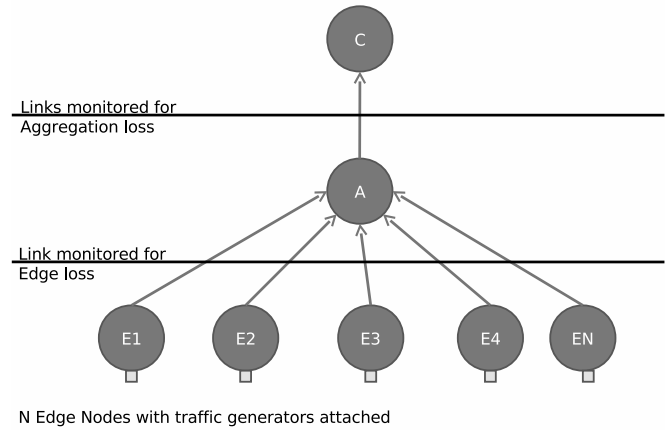 C
Links monitored for
Aggregation loss
A
Link monitored for
Edge loss
E1 E2 E3 E4 EN
N Edge Nodes with traffic generators attached